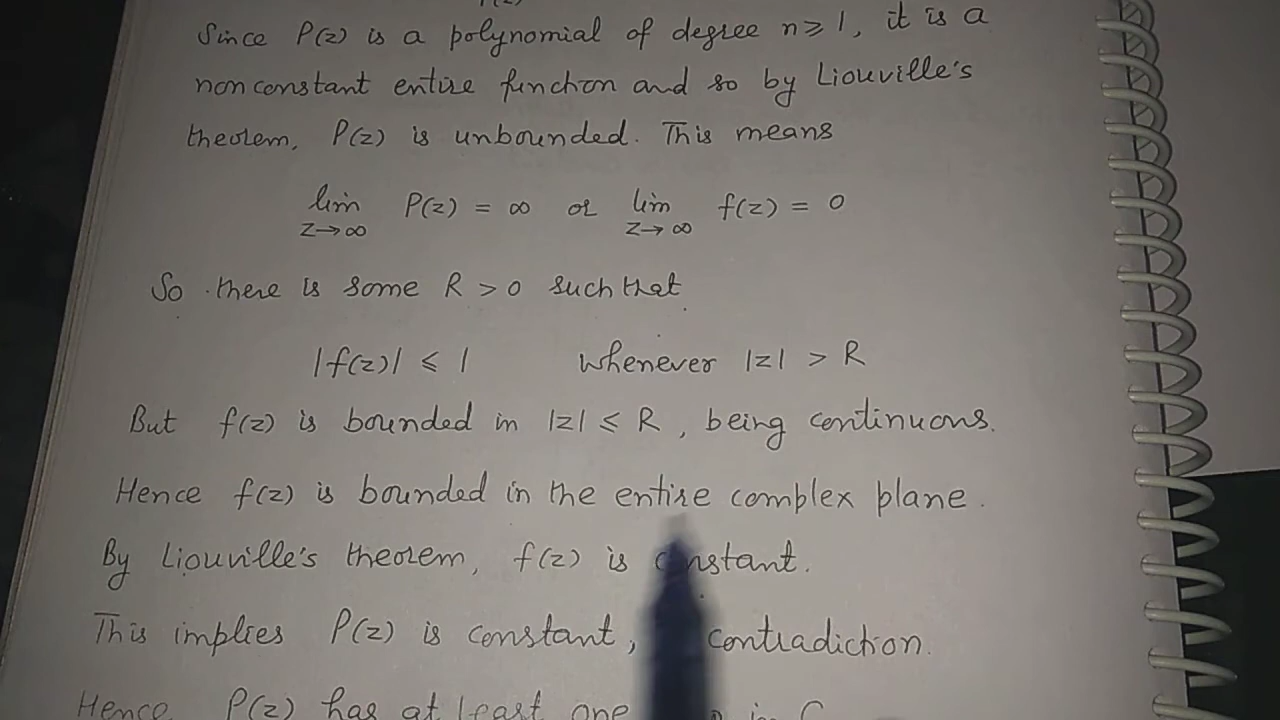 Since P(z) is a polynomial of degree n ≥ 1, it is a
nonconstant entire function and so by Liouville's
theorem, P(z) is unbounded. This means
lim z→∞ P(z) = ∞ or lim z→∞ f(z) = 0
So there is some R > 0 such that
|f(z)| ≤ 1 whenever |z| > R
But f(z) is bounded in |z| ≤ R, being continuous.
Hence f(z) is bounded in the entire complex plane.
By Liouville's theorem, f(z) is constant.
This implies P(z) is constant, contradiction.
Hence P(z) has at least one in C